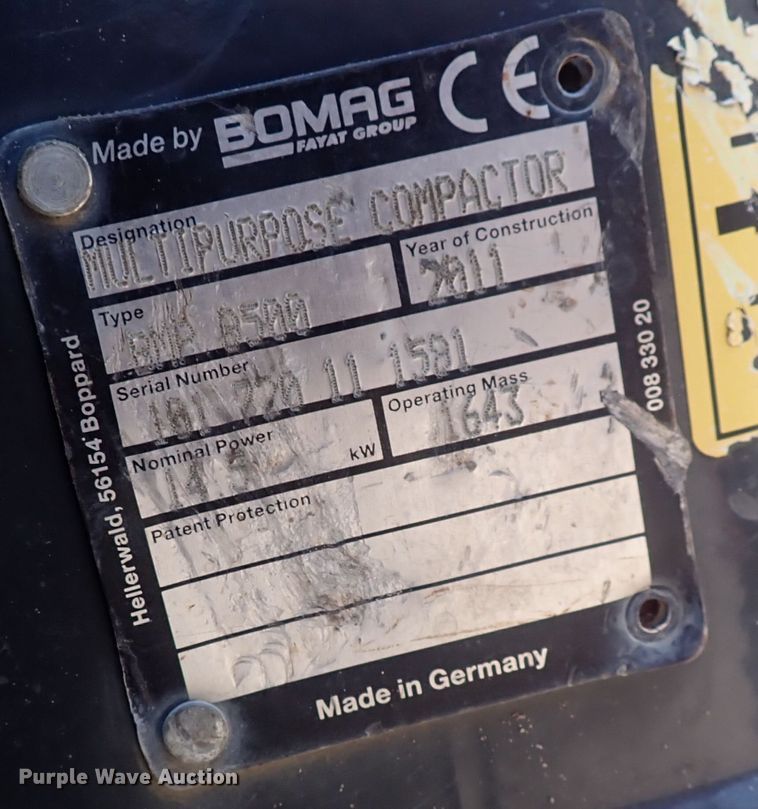 Made by BOMAG
FAYAT GROUP
CE
Designation
MULTIPURPOSE COMPACTOR
Type
BMP 8500
Year of Construction
2011
Serial Number
101 720 11 1581
Nominal Power
kW
Operating Mass
1643
Patent Protection
Made in Germany
Hellerwald, 56154 Boppard
008 330 20
Purple Wave Auction